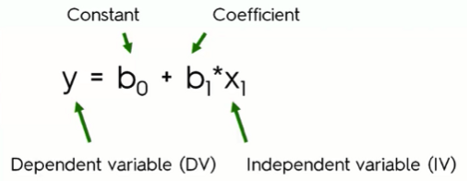 Constant Coefficient
y = b₀ + b₁*x₁
Dependent variable (DV) Independent variable (IV)